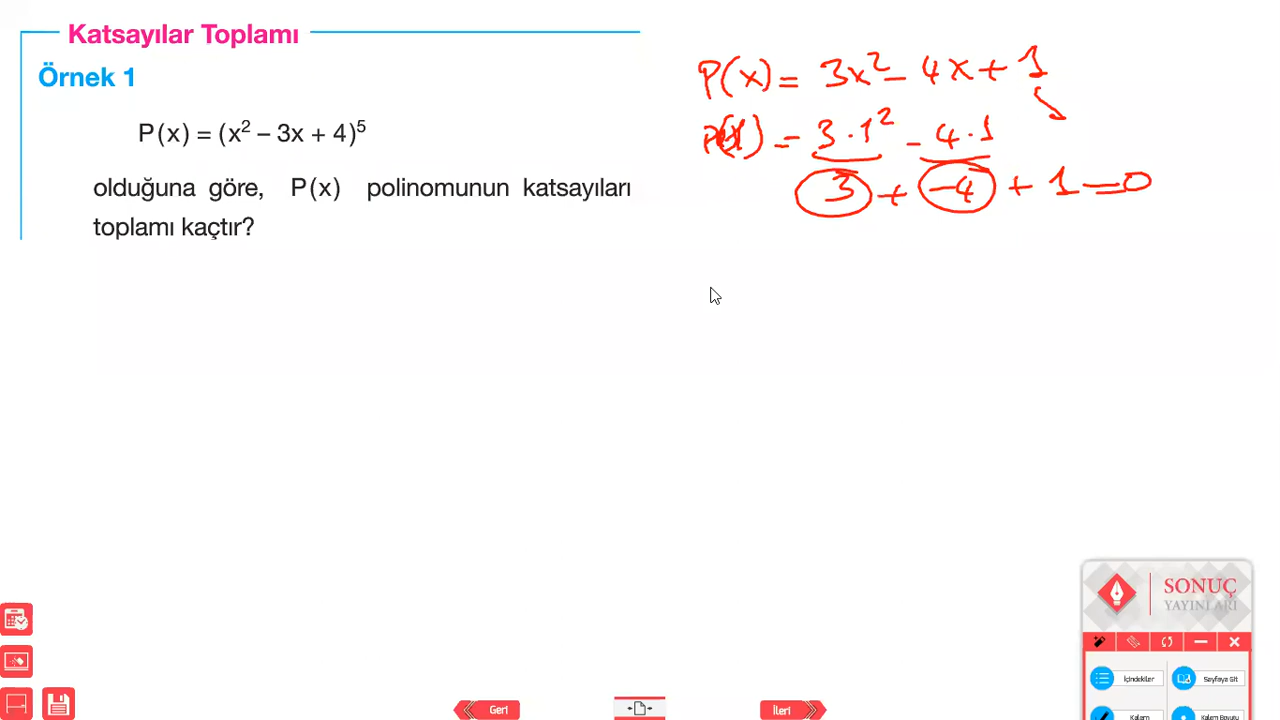 Katsayılar Toplamı
Örnek 1
P(x) = (x² – 3x + 4)⁵
olduğuna göre, P(x) polinomunun katsayıları
toplamı kaçtır?
P(x) = 3x² - 4x + 1
= 3·1² - 4·1
3 + -4 + 1 = 0
SONUÇ
YAYINLARI
İçindekiler
Sayfaya Git
Kalem
Kalem Boyutu
Geri
İleri